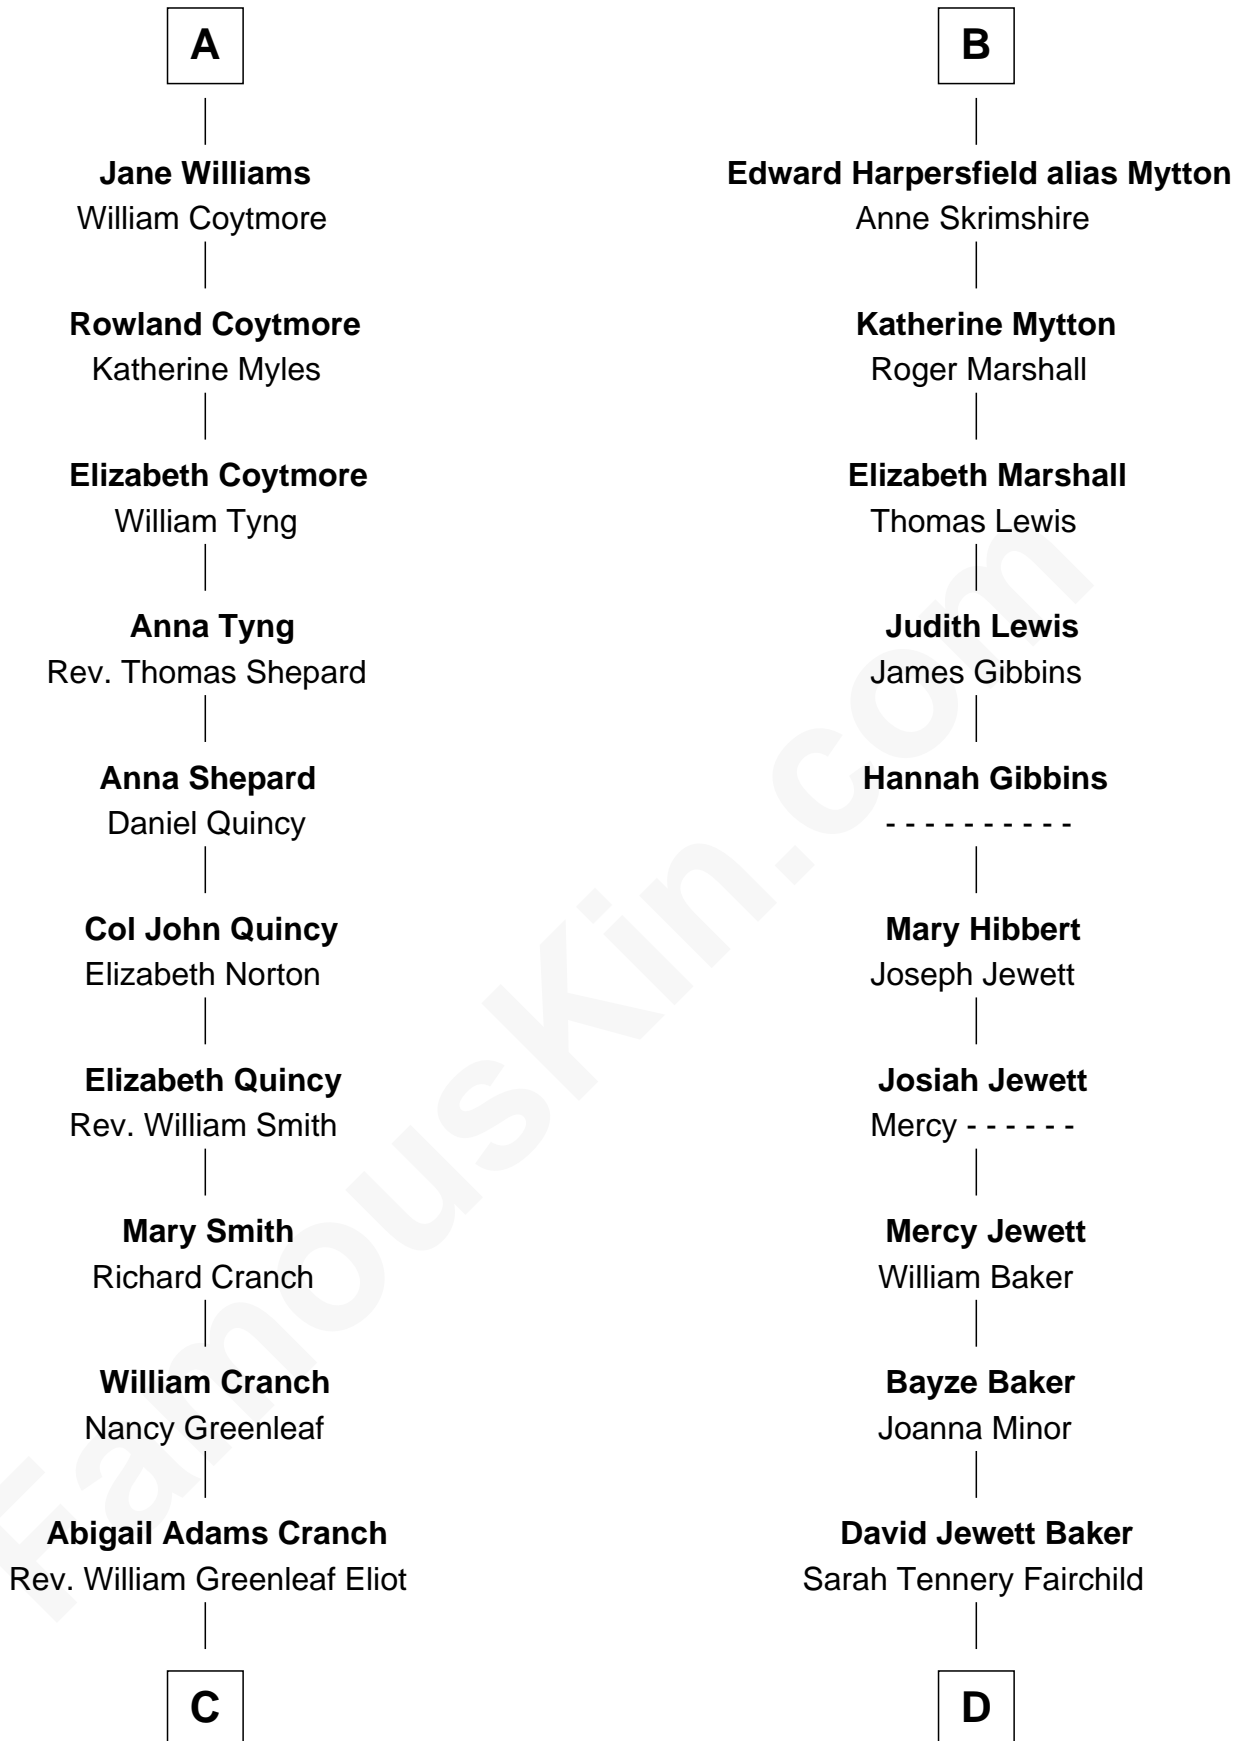 A
Jane Williams
William Coytmore
Rowland Coytmore
Katherine Myles
Elizabeth Coytmore
William Tyng
Anna Tyng
Rev. Thomas Shepard
Anna Shepard
Daniel Quincy
Col John Quincy
Elizabeth Norton
Elizabeth Quincy
Rev. William Smith
Mary Smith
Richard Cranch
William Cranch
Nancy Greenleaf
Abigail Adams Cranch
Rev. William Greenleaf Eliot
C
B
Edward Harpersfield alias Mytton
Anne Skrimshire
Katherine Mytton
Roger Marshall
Elizabeth Marshall
Thomas Lewis
Judith Lewis
James Gibbins
Hannah Gibbins
- - - - - - - - - -
Mary Hibbert
Joseph Jewett
Josiah Jewett
Mercy - - - - - -
Mercy Jewett
William Baker
Bayze Baker
Joanna Minor
David Jewett Baker
Sarah Tennery Fairchild
D
FamousKin.com